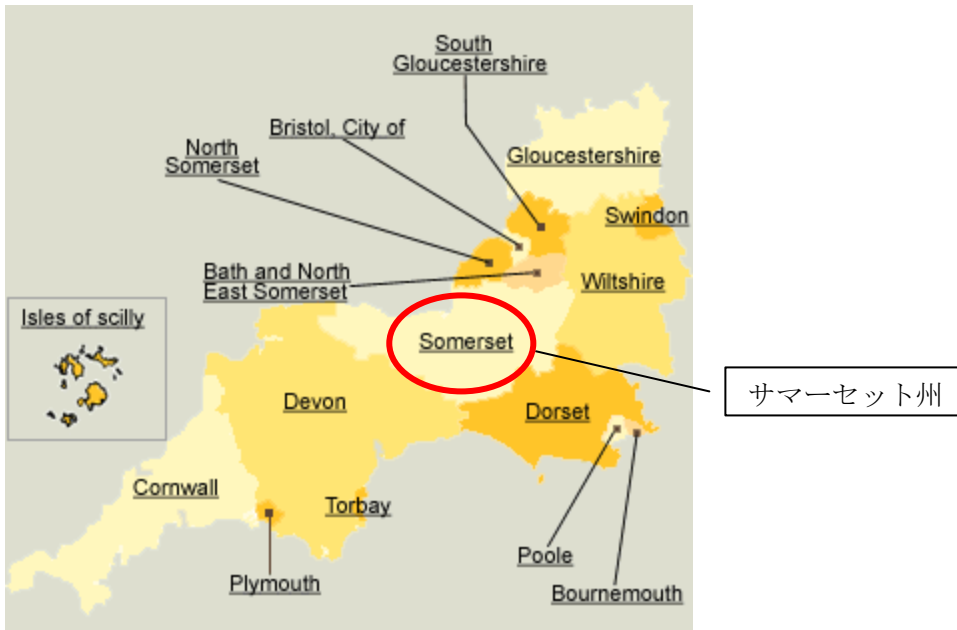 South
Gloucestershire
Bristol, City of
North
Somerset
Gloucestershire
Swindon
Bath and North
East Somerset
Wiltshire
Isles of scilly
Somerset
サマーセット州
Devon
Dorset
Cornwall
Torbay
Poole
Plymouth
Bournemouth